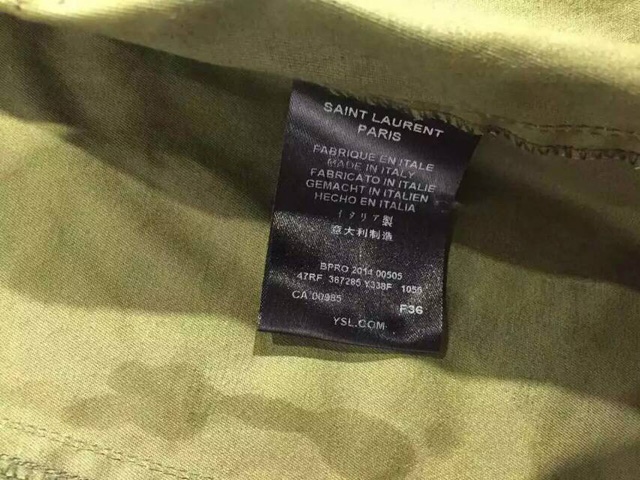 SAINT LAURENT
PARIS
FABRIQUE EN ITALIE
MADE IN ITALY
FABRICATO IN ITALIE
GEMACHT IN ITALIEN
HECHO EN ITALIA
イタリア製
意大利制造
BPRO 2014 00505
47RF 367285 Y338F 1056
CA 00985
F36
YSL.COM